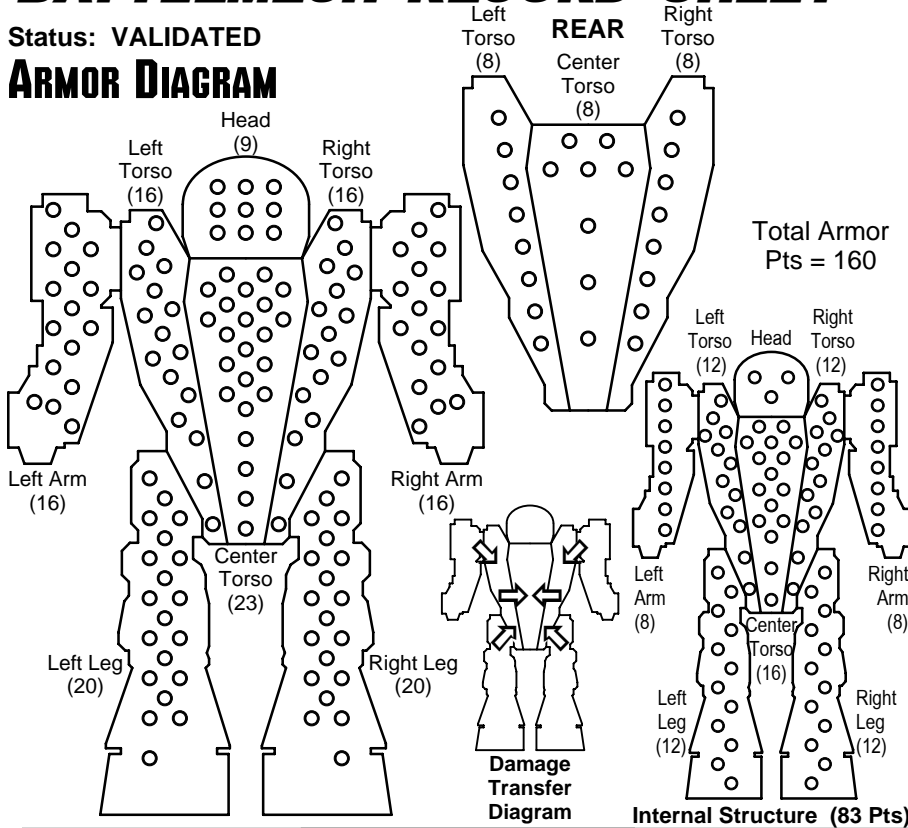 BATTLEMECH RECORD SHEET
Status: VALIDATED
ARMOR DIAGRAM
Head
(9)
Left
Torso
(16)
Right
Torso
(16)
Left Arm
(16)
Right Arm
(16)
Center
Torso
(23)
Left Leg
(20)
Right Leg
(20)
REAR
Left
Torso
(8)
Center
Torso
(8)
Right
Torso
(8)
Total Armor
Pts = 160
Damage
Transfer
Diagram
Left
Torso
(12)
Head
Right
Torso
(12)
Left
Arm
(8)
Right
Arm
(8)
Center
Torso
(16)
Left
Leg
(12)
Right
Leg
(12)
Internal Structure (83 Pts)